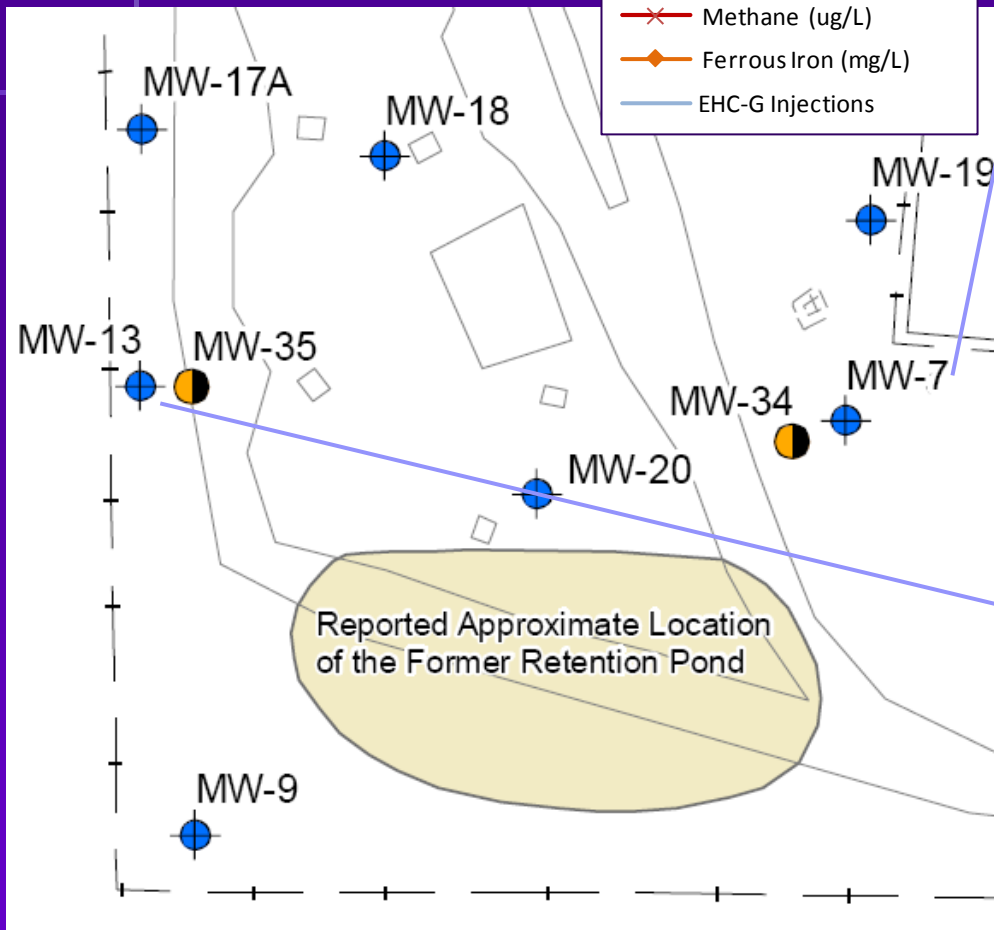 Methane (ug/L)
Ferrous Iron (mg/L)
EHC-G Injections
MW-17A
MW-18
MW-19
MW-13
MW-35
MW-34
MW-7
MW-20
Reported Approximate Location
of the Former Retention Pond
MW-9